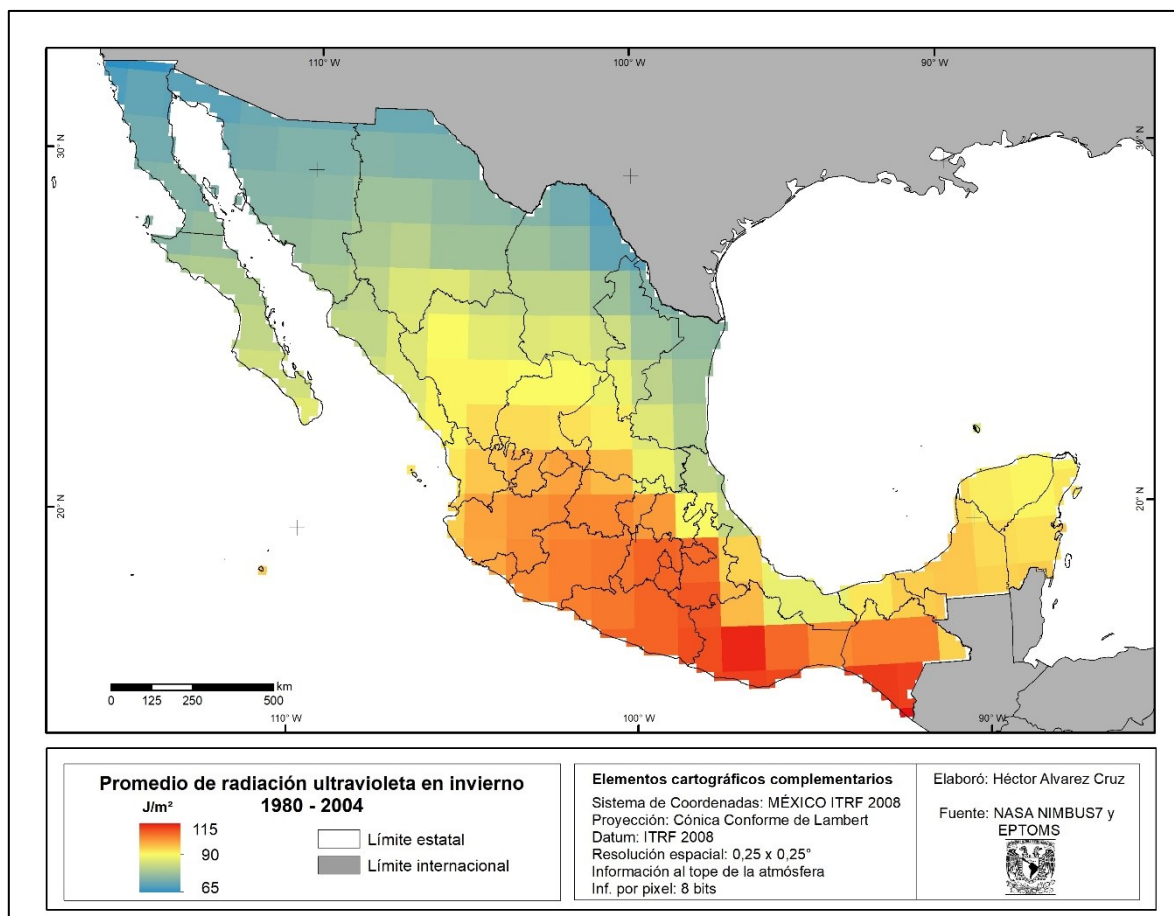 110° W
100° W
90° W
30° N
30° N
20° N
20° N
km
0 125 250 500
110° W
100° W
90° W
Promedio de radiación ultravioleta en invierno
1980 - 2004
J/m²
115
90
65
Límite estatal
Límite internacional
Elementos cartográficos complementarios
Sistema de Coordenadas: MÉXICO ITRF 2008
Proyección: Cónica Conforme de Lambert
Datum: ITRF 2008
Resolución espacial: 0,25 x 0,25°
Información al tope de la atmósfera
Inf. por pixel: 8 bits
Elaboró: Héctor Alvarez Cruz
Fuente: NASA NIMBUS7 y
EPTOMS